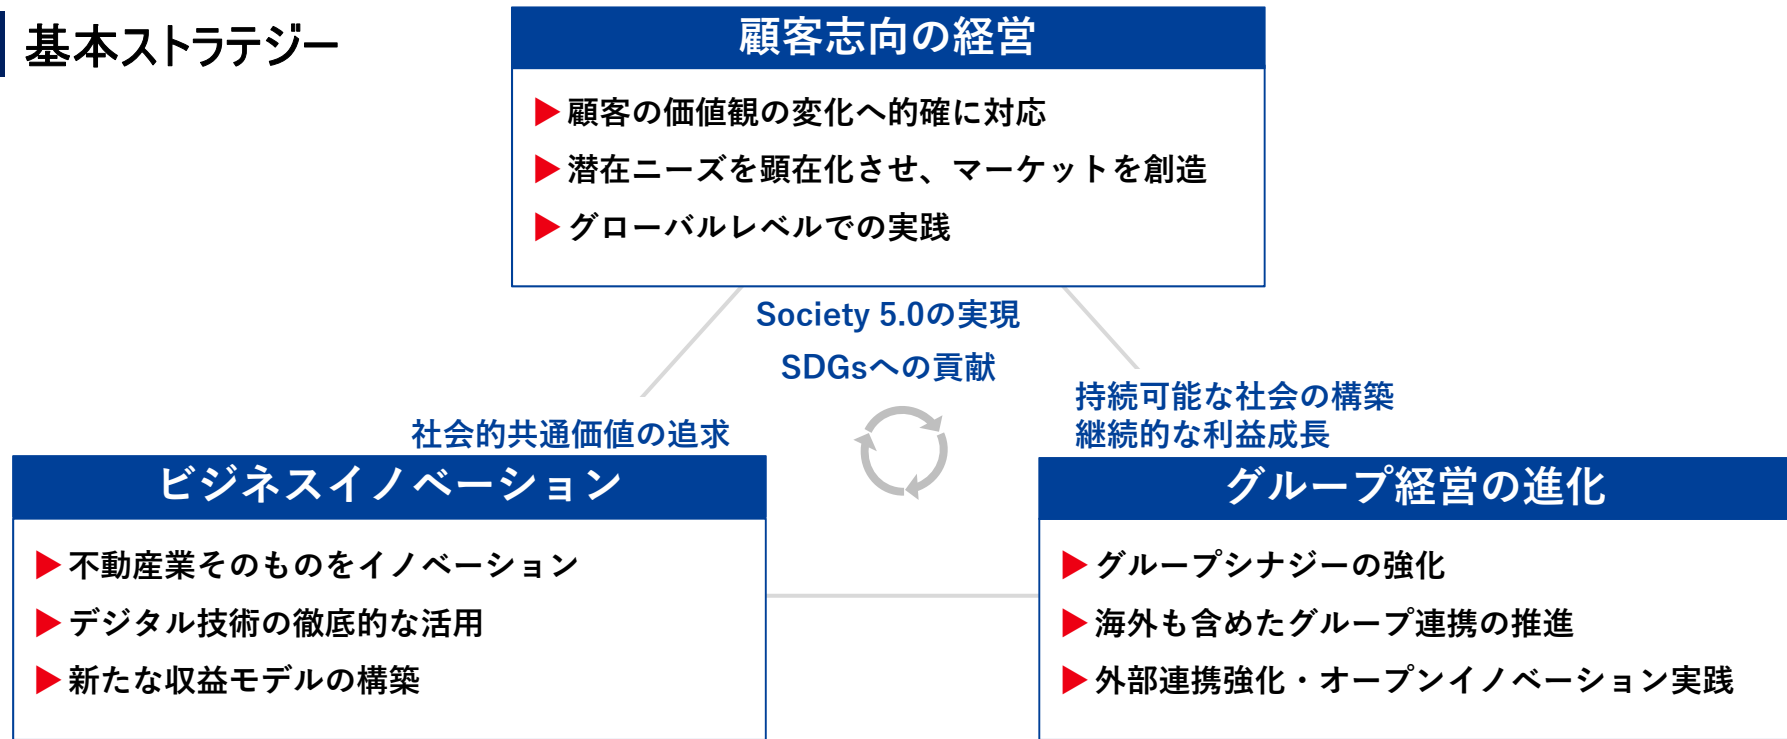 基本ストラテジー
顧客志向の経営
▶顧客の価値観の変化へ的確に対応
▶潜在ニーズを顕在化させ、マーケットを創造
▶グローバルレベルでの実践
Society 5.0の実現
SDGsへの貢献
社会的共通価値の追求
持続可能な社会の構築
継続的な利益成長
ビジネスイノベーション
▶不動産業そのものをイノベーション
▶デジタル技術の徹底的な活用
▶新たな収益モデルの構築
グループ経営の進化
▶グループシナジーの強化
▶海外も含めたグループ連携の推進
▶外部連携強化・オープンイノベーション実践